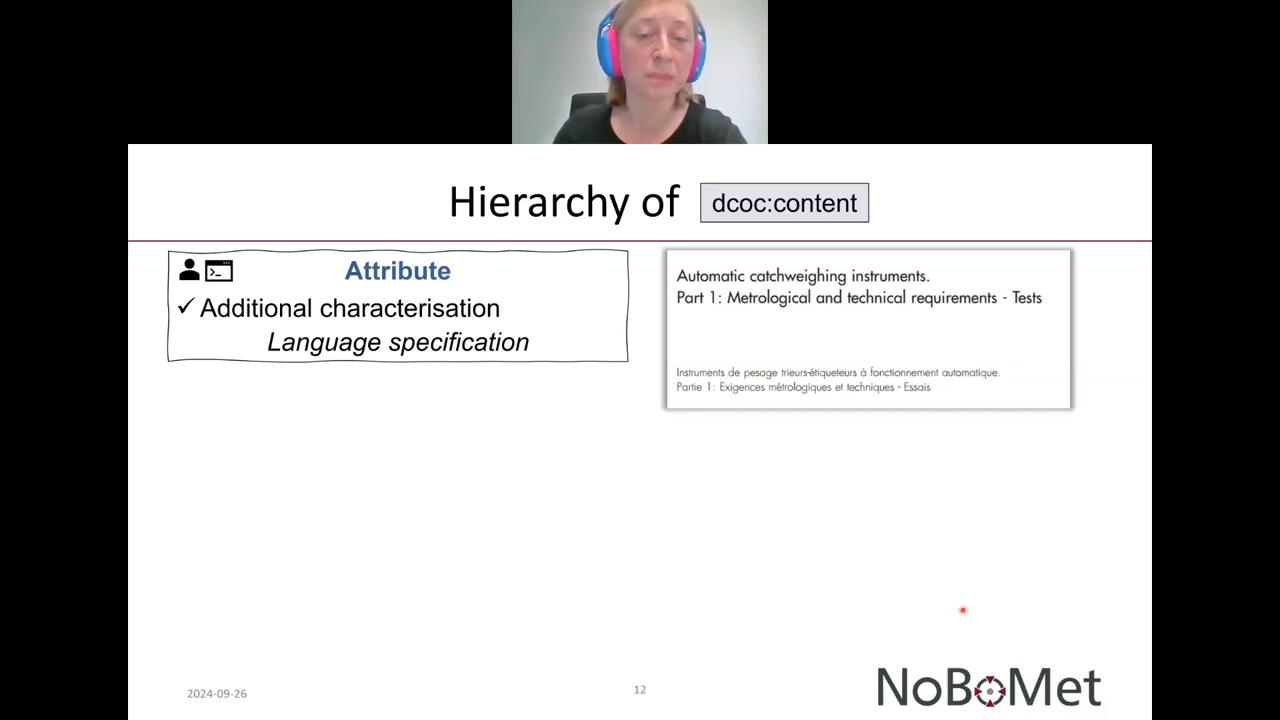 Hierarchy of dcoc:content
Attribute
✓ Additional characterisation
Language specification
Automatic catchweighing instruments.
Part 1: Metrological and technical requirements - Tests
Instruments de pesage trieurs-étiqueteurs à fonctionnement automatique.
Partie 1: Exigences métrologiques et techniques - Essais
2024-09-26
12
NoBoMet